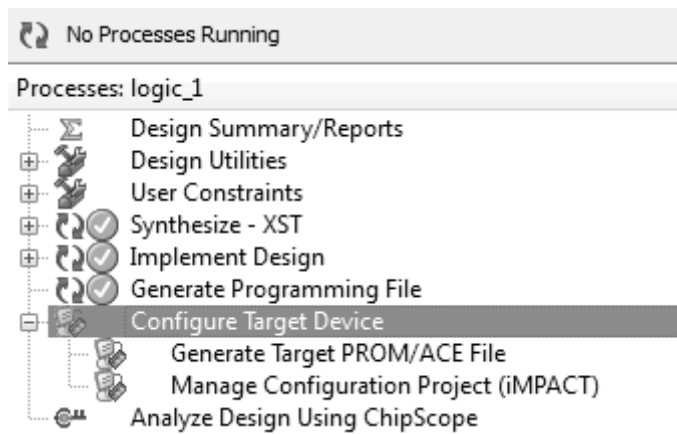 No Processes Running
Processes: logic_1
Design Summary/Reports
Design Utilities
User Constraints
Synthesize - XST
Implement Design
Generate Programming File
Configure Target Device
Generate Target PROM/ACE File
Manage Configuration Project (iMPACT)
Analyze Design Using ChipScope